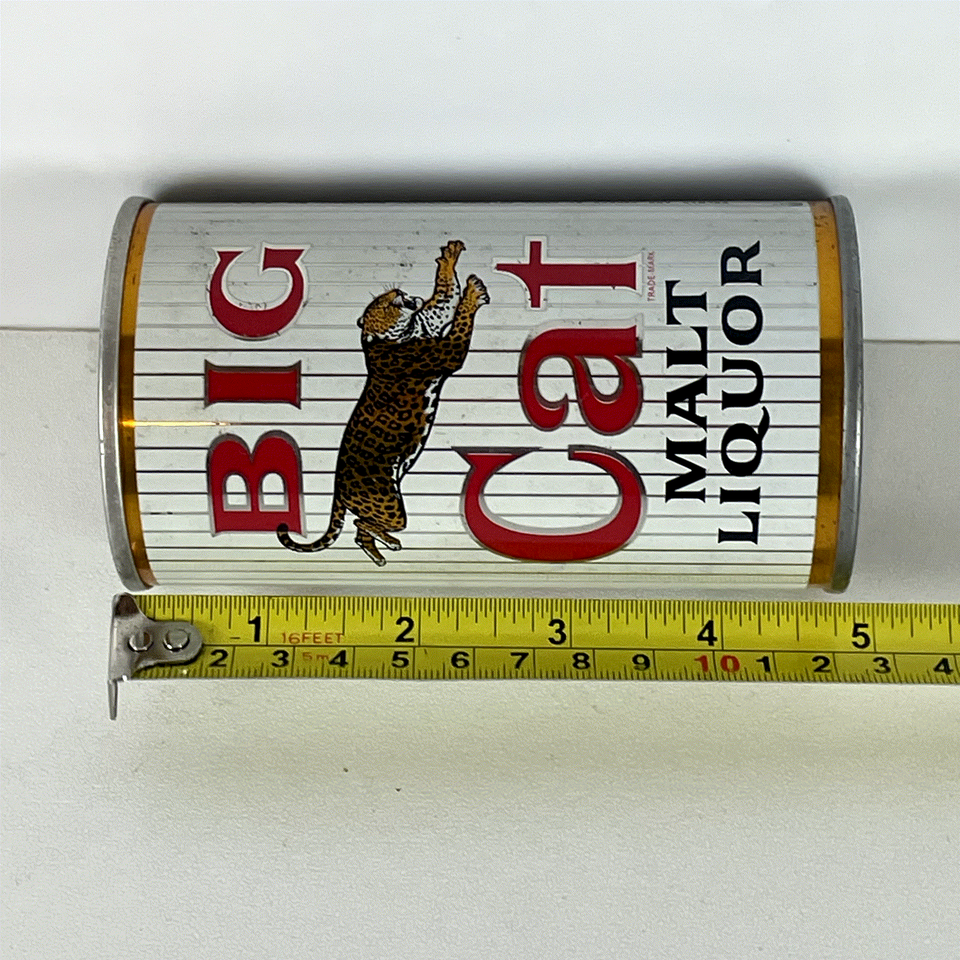 BIG
Cat
TRADE MARK
MALT
LIQUOR
1 16FEET 2 3 4 5
2 3 5m 4 5 6 7 8 9 10 1 2 3 4